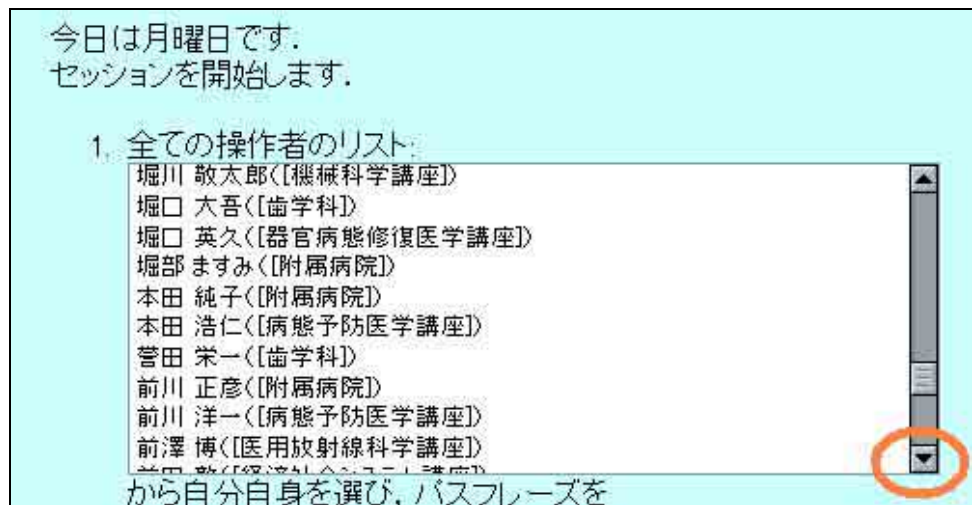 今日は月曜日です.
セッションを開始します.
1. 全ての操作者のリスト:
堀川 敬太郎([機械科学講座])
堀口 大吾([歯学科])
堀口 英久([器官病態修復医学講座])
堀部 ますみ([附属病院])
本田 純子([附属病院])
本田 浩仁([病態予防医学講座])
誉田 栄一([歯学科])
前川 正彦([附属病院])
前川 洋一([病態予防医学講座])
前澤 博([医用放射線科学講座])
から自分自身を選び, パスフレーズを